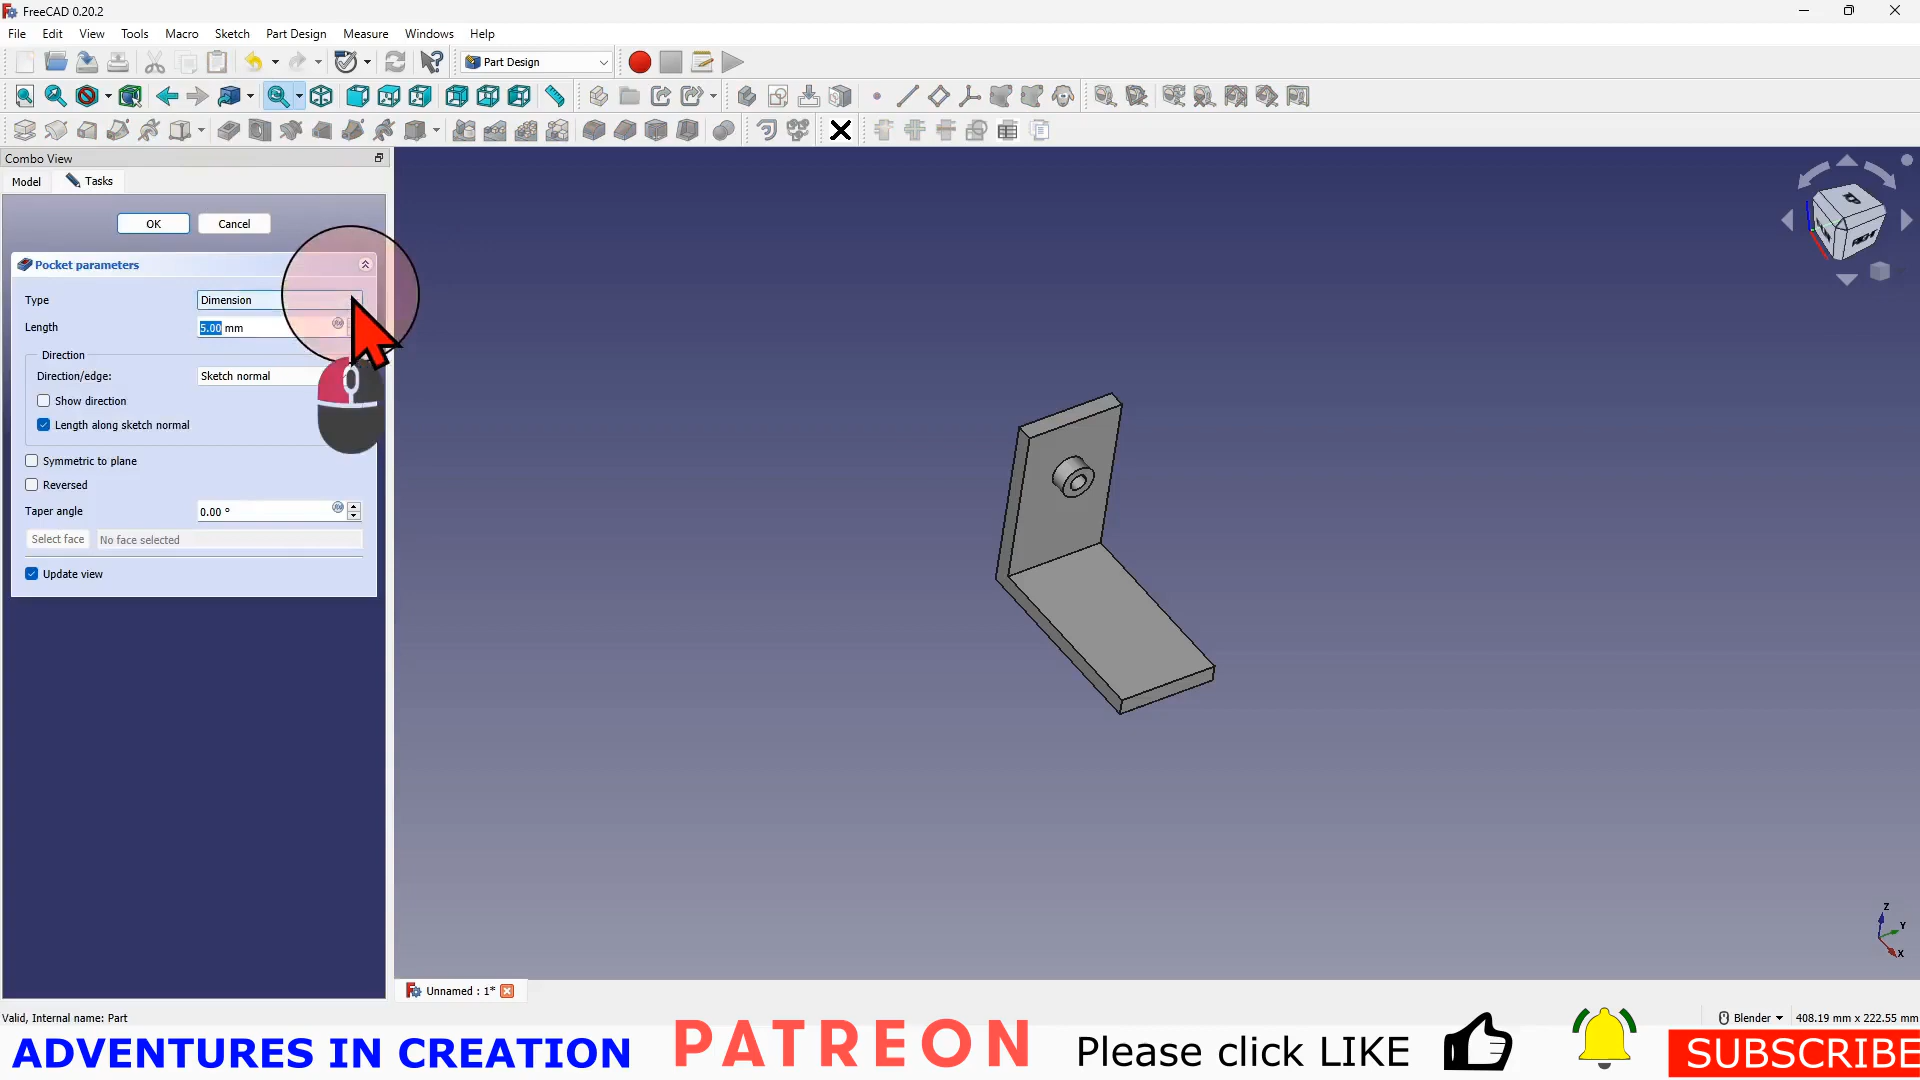 FreeCAD 0.20.2
File Edit View Tools Macro Sketch Part Design Measure Windows Help
Part Design
Combo View
Model Tasks
OK Cancel
Pocket parameters
Type Dimension
Length 5.00 mm
Direction
Direction/edge: Sketch normal
Show direction
Length along sketch normal
Symmetric to plane
Reversed
Taper angle 0.00 °
Select face No face selected
Update view
TOP
RIGHT
Z
Y
X
Unnamed : 1*
Valid, Internal name: Part
Blender 408.19 mm x 222.55 mm
ADVENTURES IN CREATION PATREON Please click LIKE SUBSCRIBE